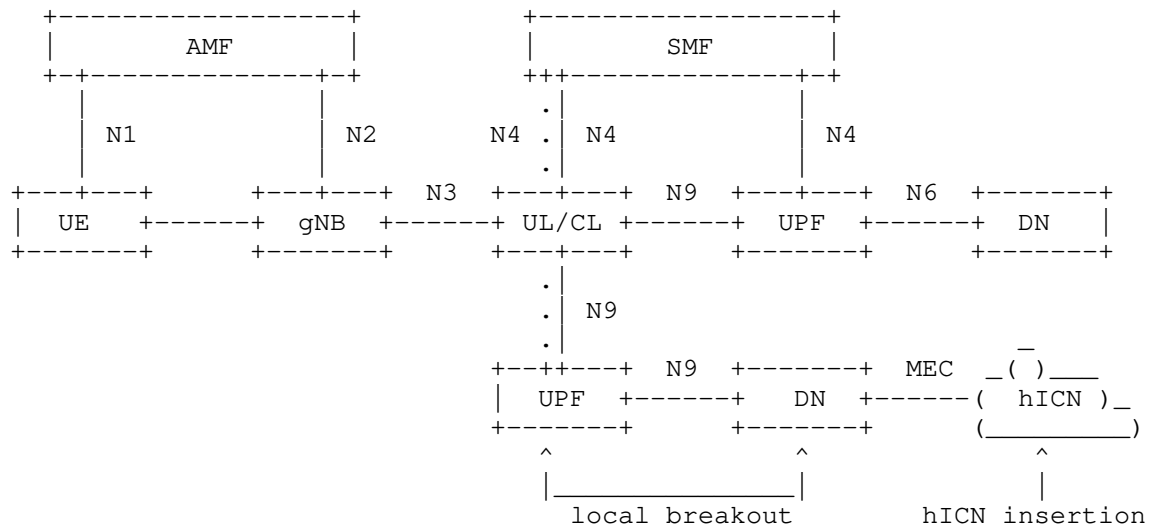 AMF SMF
N1 N2 N4 N4 N4
N3 N9 N6
UE gNB UL/CL UPF DN
N9
N9 MEC
UPF DN hICN
local breakout hICN insertion